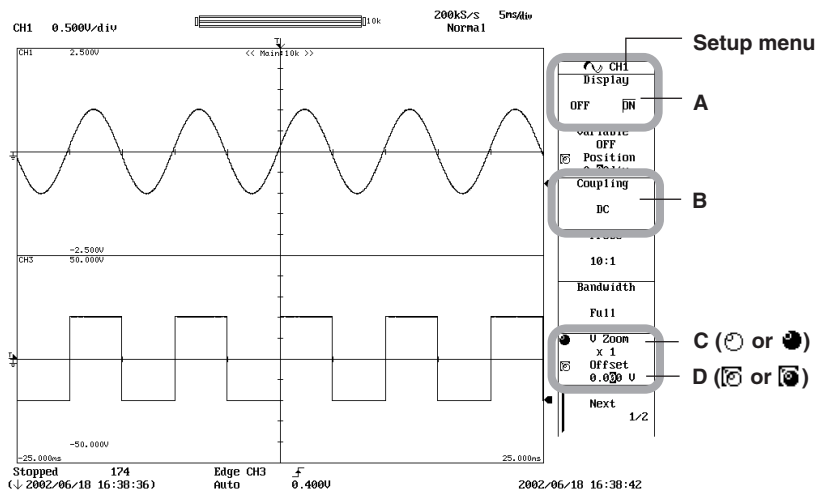 CH1 0.500V/div
10k
200kS/s 5ms/div
Normal
CH1 2.500V
<< Main:10k >>
T
-2.500V
CH3 50.000V
-50.000V
-25.000ms
25.000ms
Stopped 174
Edge CH3
(↓ 2002/06/18 16:38:36)
Auto 0.400V
2002/06/18 16:38:42
CH1
Display
OFF ON
Variable
OFF
Position
Coupling
DC
10:1
Bandwidth
Full
V Zoom
x 1
Offset
0.000 V
Next
1/2
Setup menu
A
B
C ( or )
D ( or )